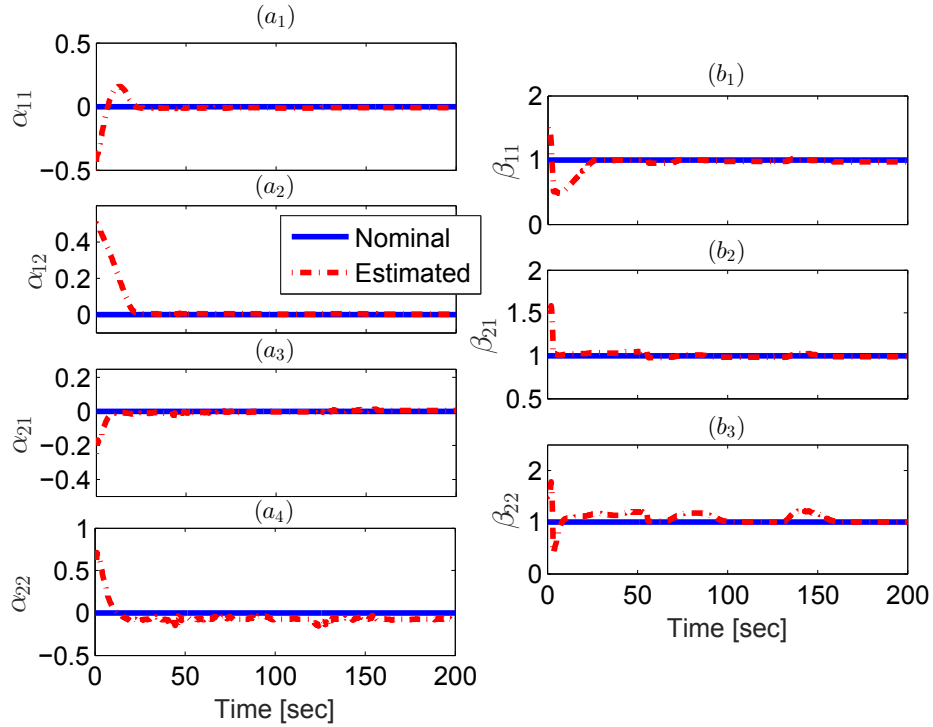 (a₁)
0.5
0
−0.5
α₁₁
(a₂)
0.4
0.2
0
α₁₂
Nominal
Estimated
(a₃)
0.2
0
−0.2
−0.4
α₂₁
(a₄)
1
0.5
0
−0.5
α₂₂
0 50 100 150 200
Time [sec]
(b₁)
2
1
0
β₁₁
(b₂)
2
1.5
1
0.5
β₂₁
(b₃)
2
1
0
β₂₂
0 50 100 150 200
Time [sec]